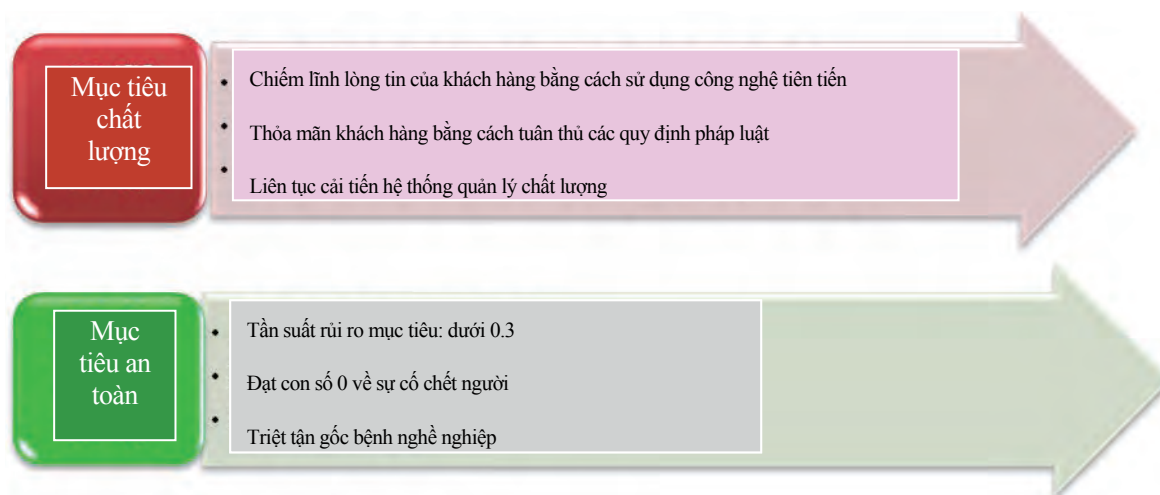 Mục tiêu
chất
lượng
• Chiếm lĩnh lòng tin của khách hàng bằng cách sử dụng công nghệ tiên tiến
• Thỏa mãn khách hàng bằng cách tuân thủ các quy định pháp luật
• Liên tục cải tiến hệ thống quản lý chất lượng
Mục
tiêu an
toàn
• Tần suất rủi ro mục tiêu: dưới 0.3
• Đạt con số 0 về sự cố chết người
• Triệt tận gốc bệnh nghề nghiệp